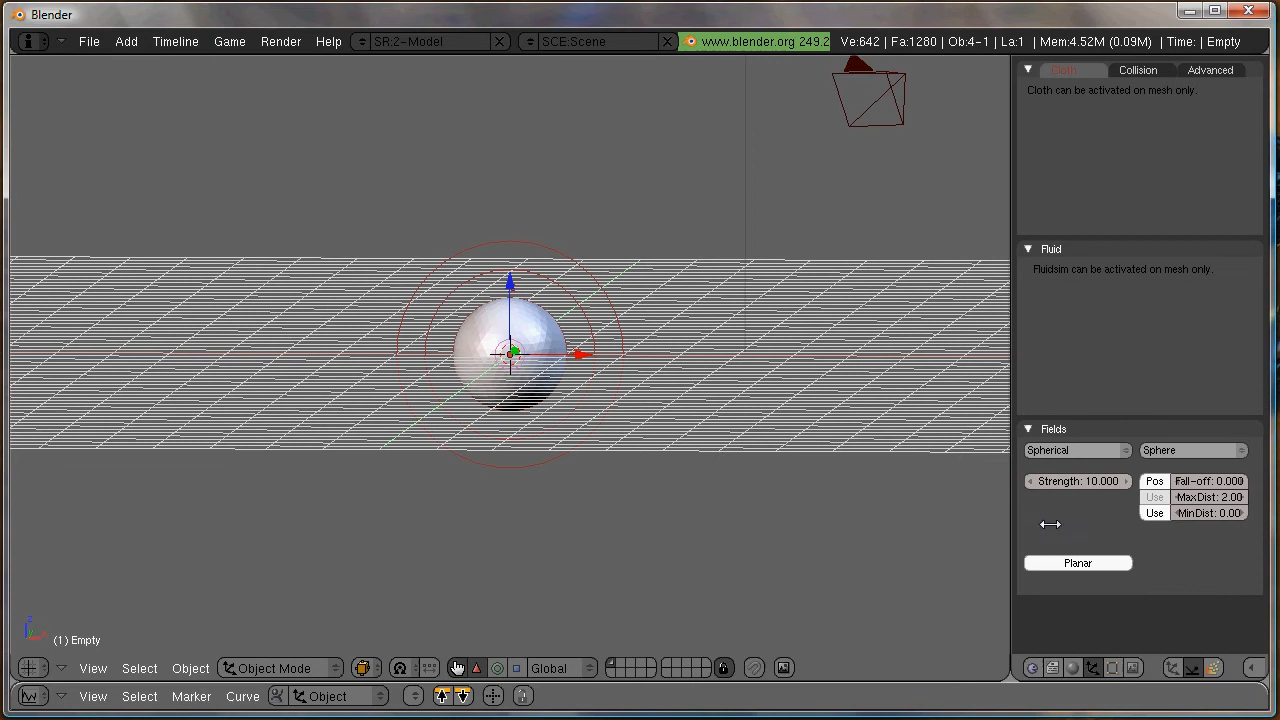 Blender
File Add Timeline Game Render Help SR:2-Model SCE:Scene www.blender.org 249.2 Ve:642 | Fa:1280 | Ob:4-1 | La:1 | Mem:4.52M (0.09M) | Time: | Empty
Cloth Collision Advanced
Cloth can be activated on mesh only.
Fluid
Fluidsim can be activated on mesh only.
Fields
Spherical Sphere
Strength: 10.000 Pos Fall-off: 0.000
Use MaxDist: 2.00
Use MinDist: 0.00
Planar
z
x
(1) Empty
View Select Object Object Mode Global
View Select Marker Curve Object